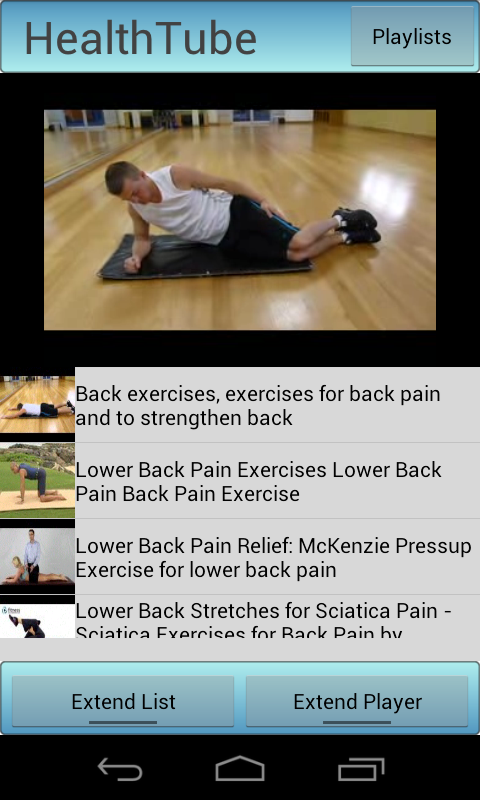 HealthTube
Playlists
Back exercises, exercises for back pain
and to strengthen back
Lower Back Pain Exercises Lower Back
Pain Back Pain Exercise
Lower Back Pain Relief: McKenzie Pressup
Exercise for lower back pain
Fitness
Lower Back Stretches for Sciatica Pain -
Sciatica Exercises for Back Pain by
Extend List
Extend Player